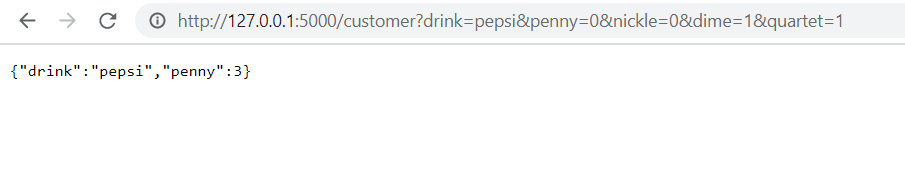 http://127.0.0.1:5000/customer?drink=pepsi&penny=0&nickle=0&dime=1&quartet=1
{"drink":"pepsi","penny":3}